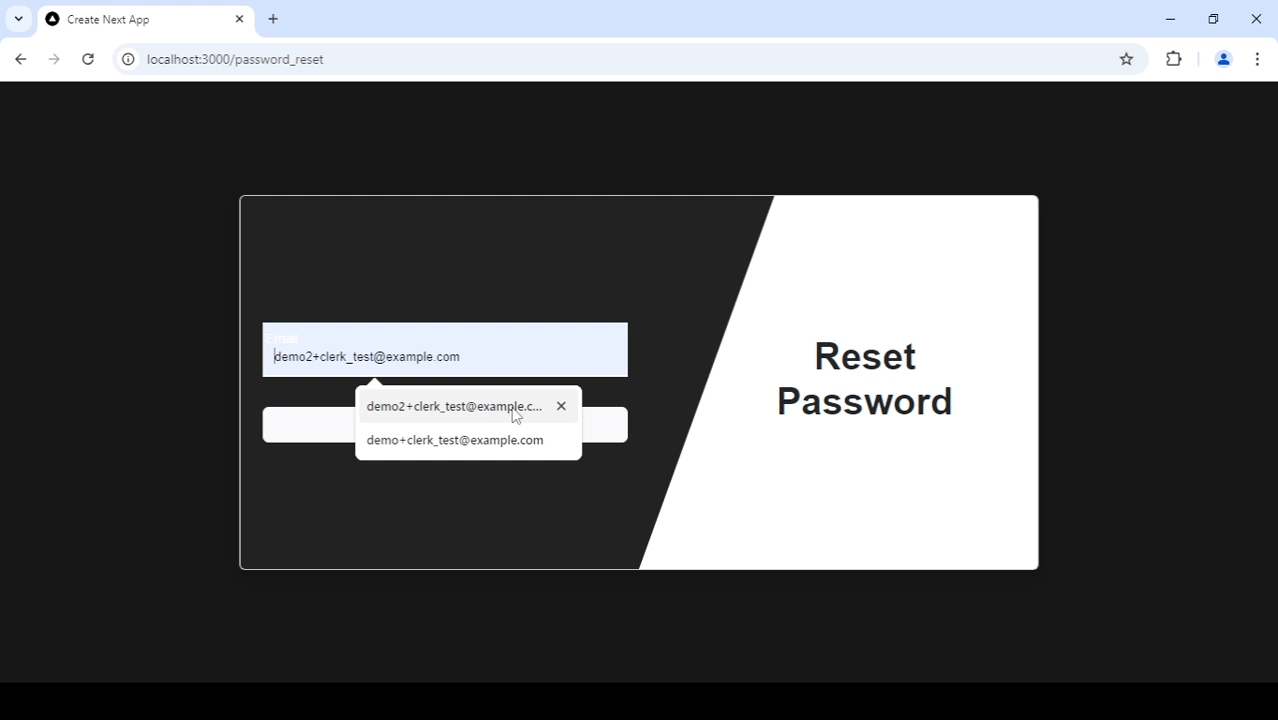 Create Next App
localhost:3000/password_reset
Email
demo2+clerk_test@example.com
demo2+clerk_test@example.c...
demo+clerk_test@example.com
Reset
Password